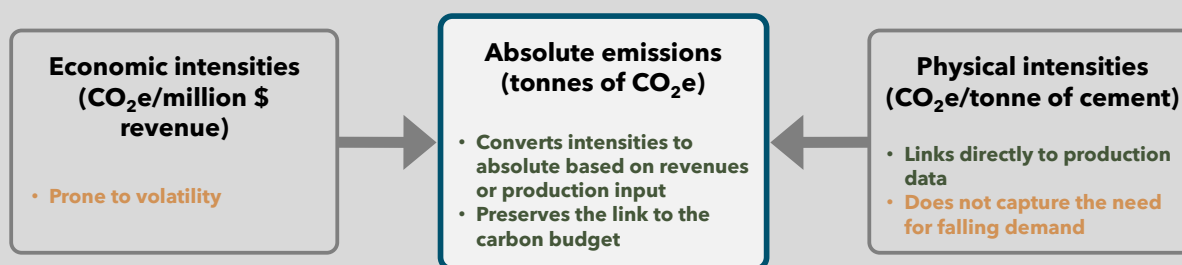 Economic intensities
(CO₂e/million $
revenue)
• Prone to volatility
Absolute emissions
(tonnes of CO₂e)
• Converts intensities to
absolute based on revenues
or production input
• Preserves the link to the
carbon budget
Physical intensities
(CO₂e/tonne of cement)
• Links directly to production
data
• Does not capture the need
for falling demand